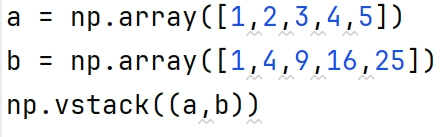 a = np.array([1,2,3,4,5])
b = np.array([1,4,9,16,25])
np.vstack((a,b))